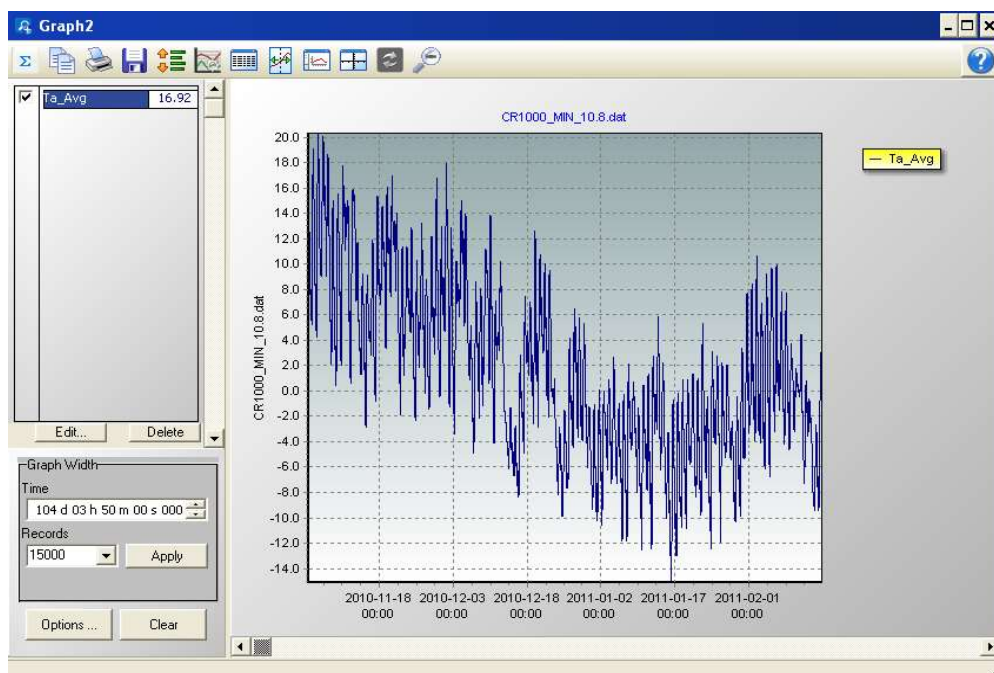 Graph2
Σ
Ta_Avg 16.92
Edit... Delete
Graph Width
Time
104 d 03 h 50 m 00 s 000
Records
15000 Apply
Options ... Clear
CR1000_MIN_10.8.dat
CR1000_MIN_10.8.dat
20.0
18.0
16.0
14.0
12.0
10.0
8.0
6.0
4.0
2.0
0.0
-2.0
-4.0
-6.0
-8.0
-10.0
-12.0
-14.0
2010-11-18 2010-12-03 2010-12-18 2011-01-02 2011-01-17 2011-02-01
00:00 00:00 00:00 00:00 00:00 00:00
Ta_Avg